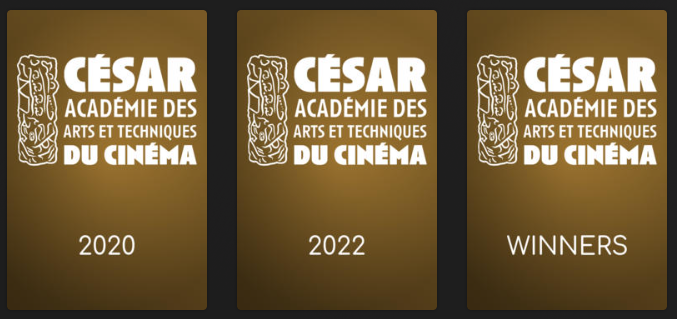 CÉSAR
ACADÉMIE DES
ARTS ET TECHNIQUES
DU CINÉMA
2020
CÉSAR
ACADÉMIE DES
ARTS ET TECHNIQUES
DU CINÉMA
2022
CÉSAR
ACADÉMIE DES
ARTS ET TECHNIQUES
DU CINÉMA
WINNERS